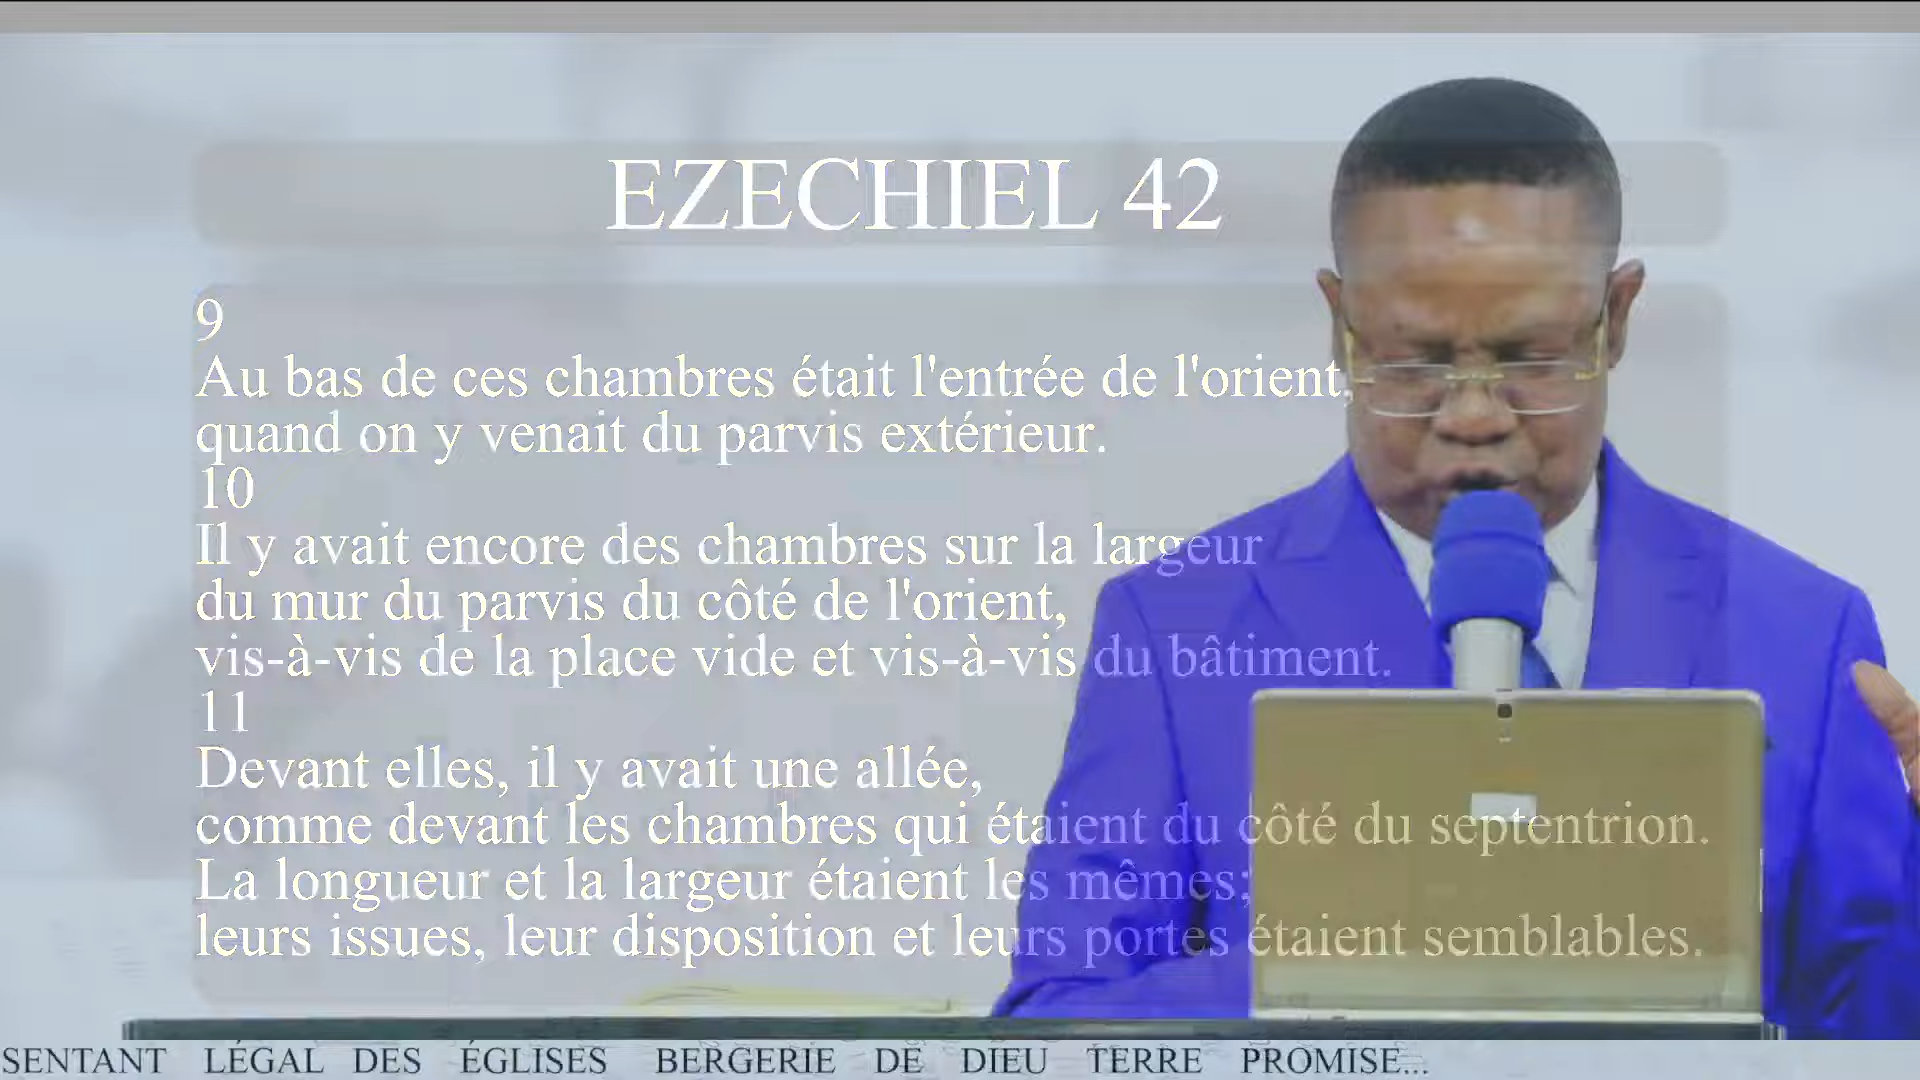 EZECHIEL 42
9
Au bas de ces chambres était l'entrée de l'orient,
quand on y venait du parvis extérieur.
10
Il y avait encore des chambres sur la largeur
du mur du parvis du côté de l'orient,
vis-à-vis de la place vide et vis-à-vis du bâtiment.
11
Devant elles, il y avait une allée,
comme devant les chambres qui étaient du côté du septentrion.
La longueur et la largeur étaient les mêmes;
leurs issues, leur disposition et leurs portes étaient semblables.
SENTANT LÉGAL DES ÉGLISES BERGERIE DE DIEU TERRE PROMISE...